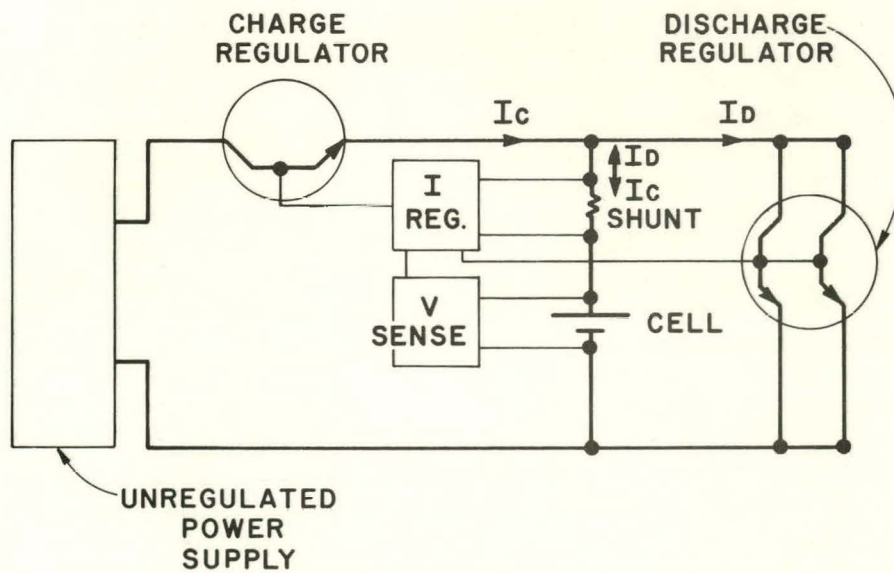 CHARGE
REGULATOR
DISCHARGE
REGULATOR
IC
ID
ID
IC
SHUNT
I
REG.
V
SENSE
CELL
UNREGULATED
POWER
SUPPLY